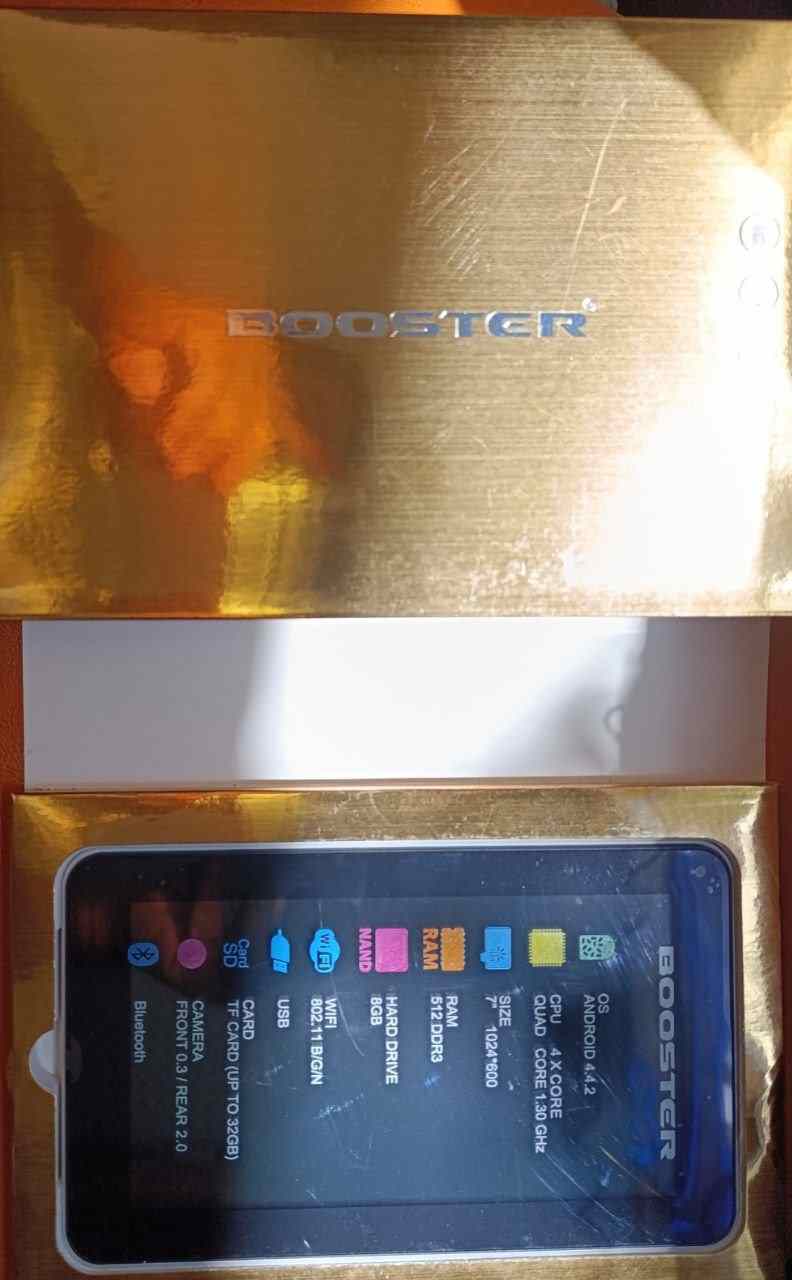 BOOSTER
BOOSTER
OS
ANDROID 4.4.2
CPU 4 X CORE
QUAD CORE 1.30 GHz
SIZE
7" 1024*600
RAM
RAM
512 DDR3
NAND
HARD DRIVE
8GB
WiFi
WIFI
802.11 B/G/N
USB
Card
SD
CARD
TF CARD (UP TO 32GB)
CAMERA
FRONT 0.3 / REAR 2.0
Bluetooth